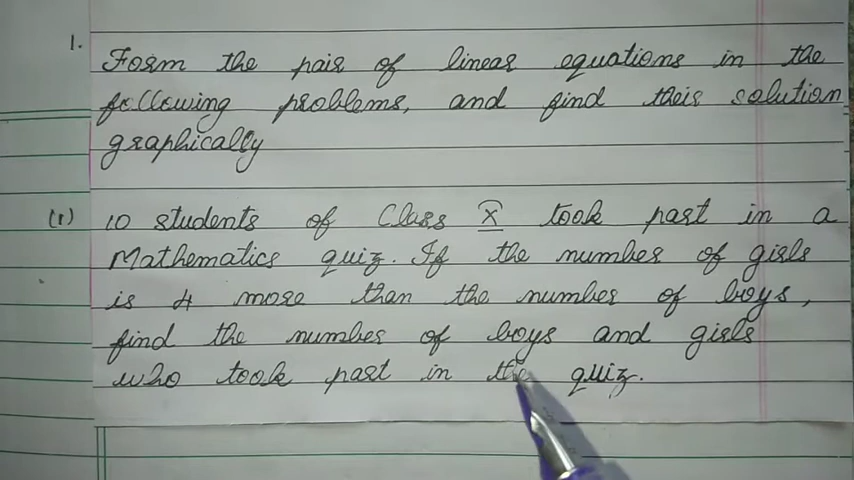 1.
Form the pair of linear equations in the
following problems, and find their solution
graphically
(1) 10 students of Class X took part in a
Mathematics quiz. If the number of girls
is 4 more than the number of boys,
find the number of boys and girls
who took part in the quiz.